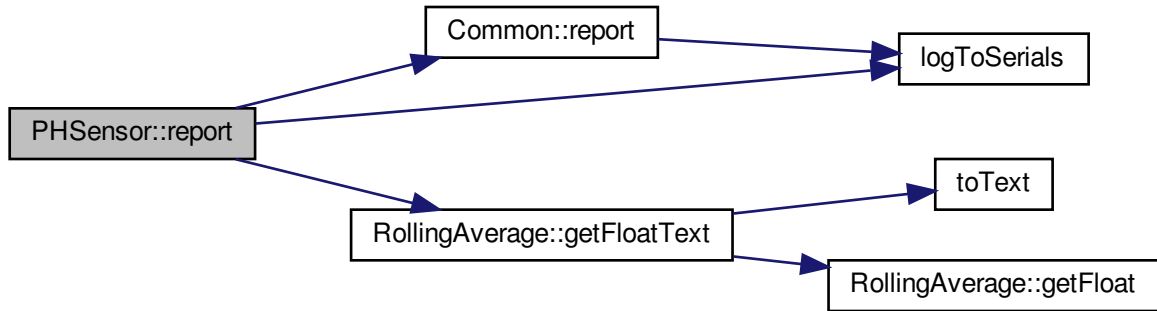 Common::report
logToSerials
PHSensor::report
toText
RollingAverage::getFloatText
RollingAverage::getFloat